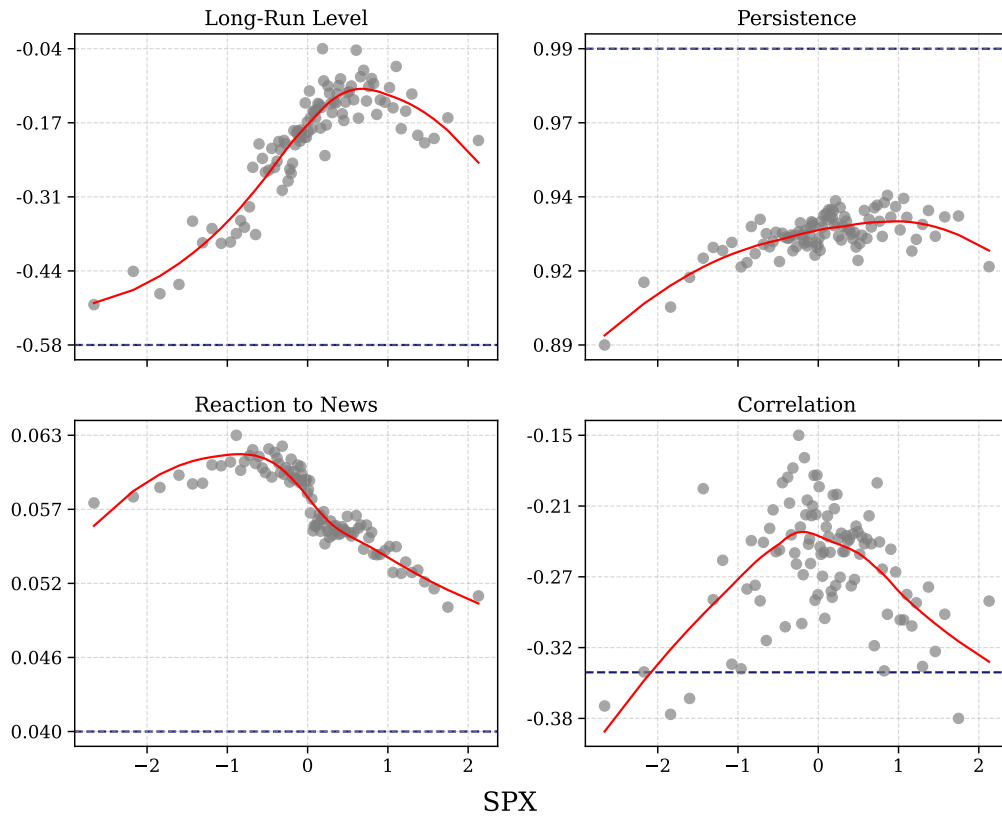 Long-Run Level
-0.04
-0.17
-0.31
-0.44
-0.58
Persistence
0.99
0.97
0.94
0.92
0.89
Reaction to News
0.063
0.057
0.052
0.046
0.040
−2 −1 0 1 2
Correlation
-0.15
-0.21
-0.27
-0.32
-0.38
−2 −1 0 1 2
SPX